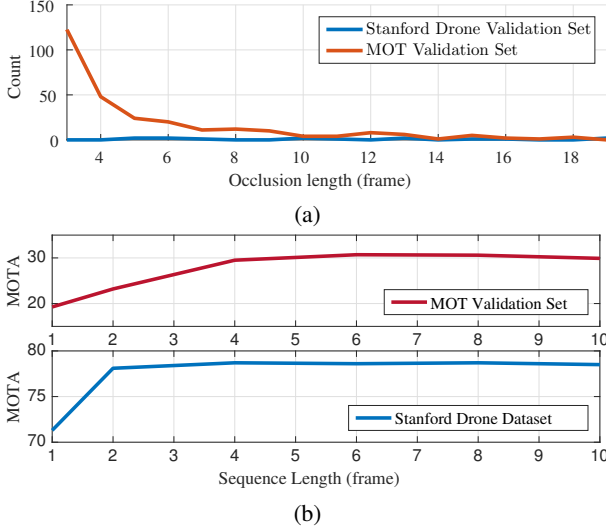 150
100
50
0
Count
Stanford Drone Validation Set
MOT Validation Set
4 6 8 10 12 14 16 18
Occlusion length (frame)
(a)
30
20
MOTA
MOT Validation Set
1 2 3 4 5 6 7 8 9 10
80
75
70
MOTA
Stanford Drone Dataset
1 2 3 4 5 6 7 8 9 10
Sequence Length (frame)
(b)